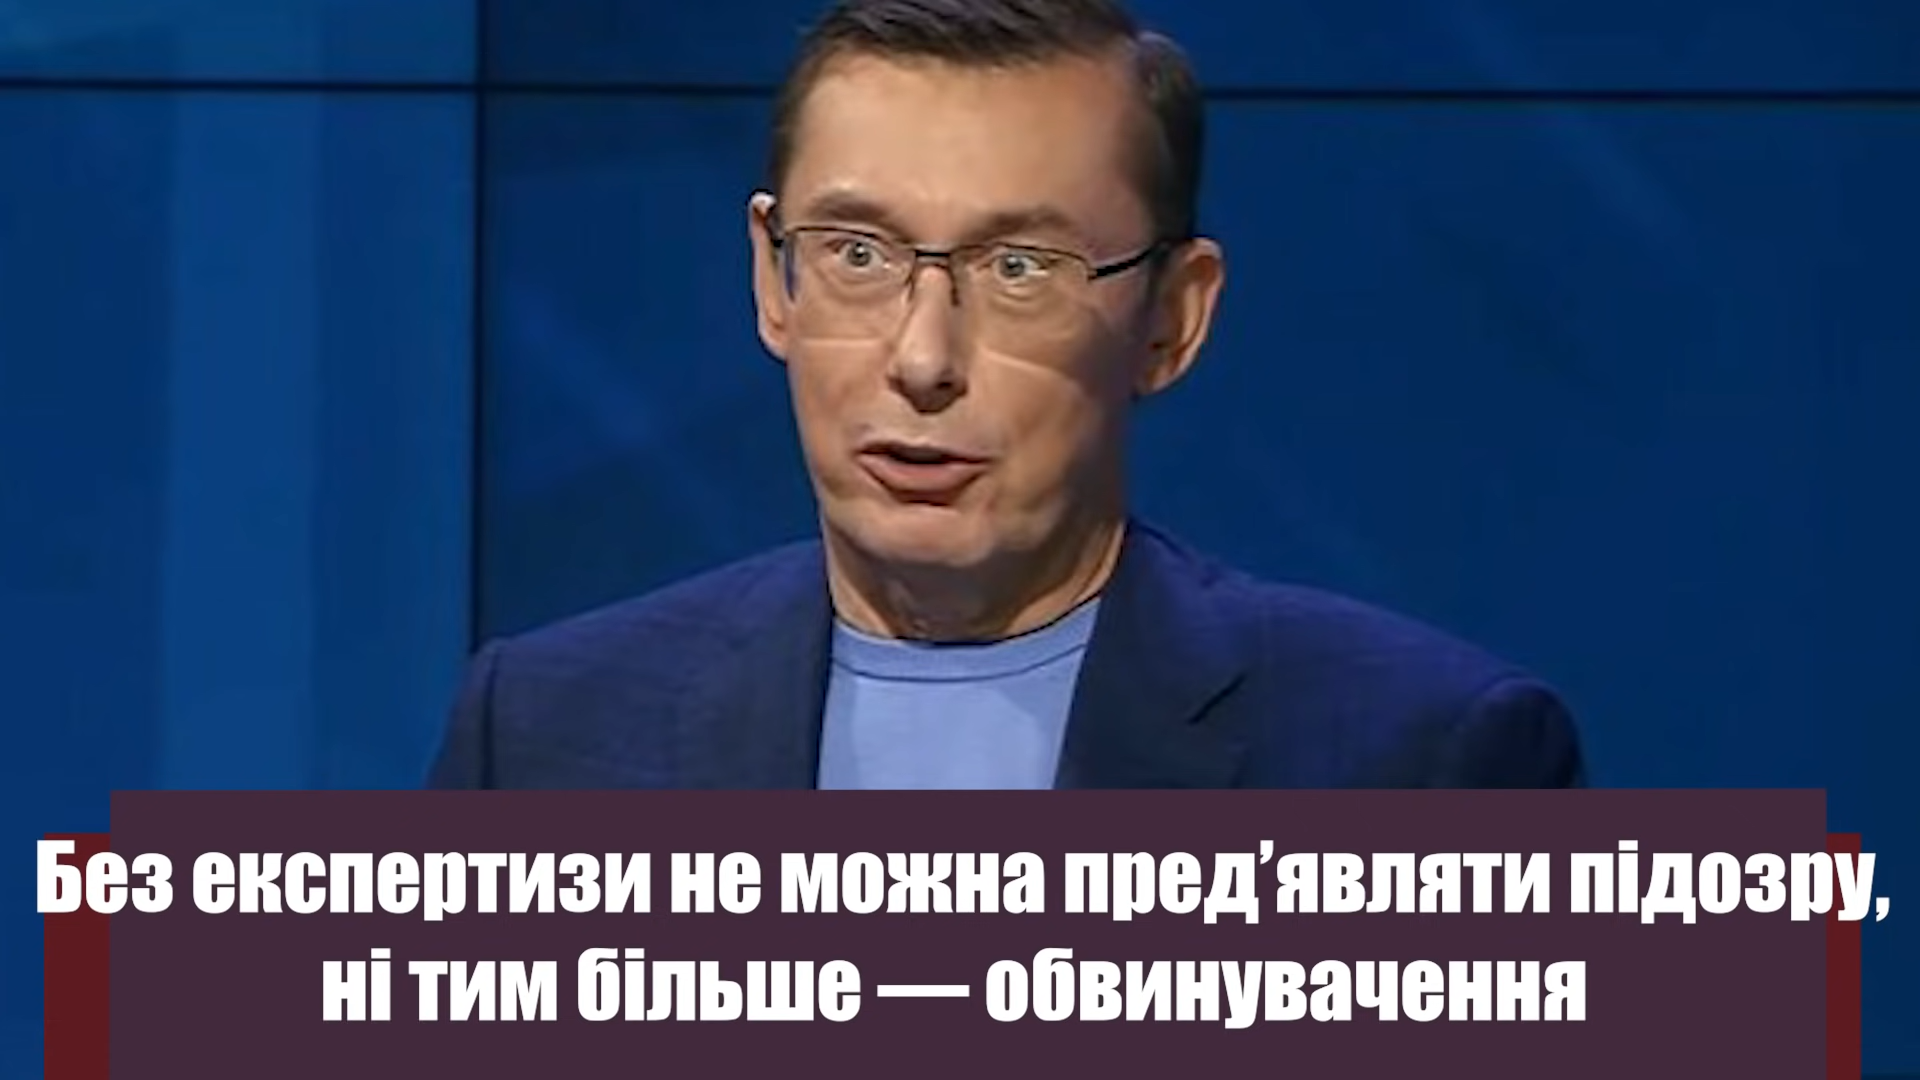 Без експертизи не можна пред’являти підозру,
ні тим більше — обвинувачення